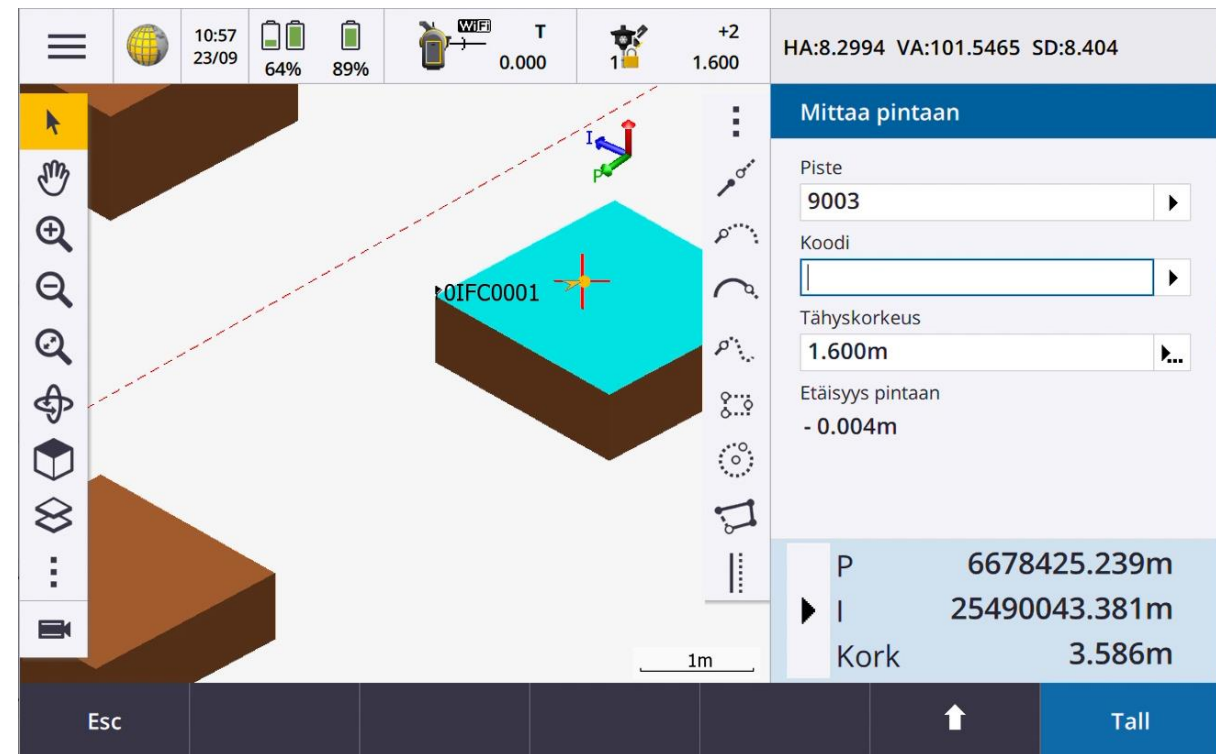 10:57
23/09
64%
89%
WiFi
T
0.000
1
+2
1.600
HA:8.2994 VA:101.5465 SD:8.404
Mittaa pintaan
Piste
9003
Koodi
Tähyskorkeus
1.600m
Etäisyys pintaan
- 0.004m
I
P
0IFC0001
1m
P 6678425.239m
I 25490043.381m
Kork 3.586m
Esc
Tall